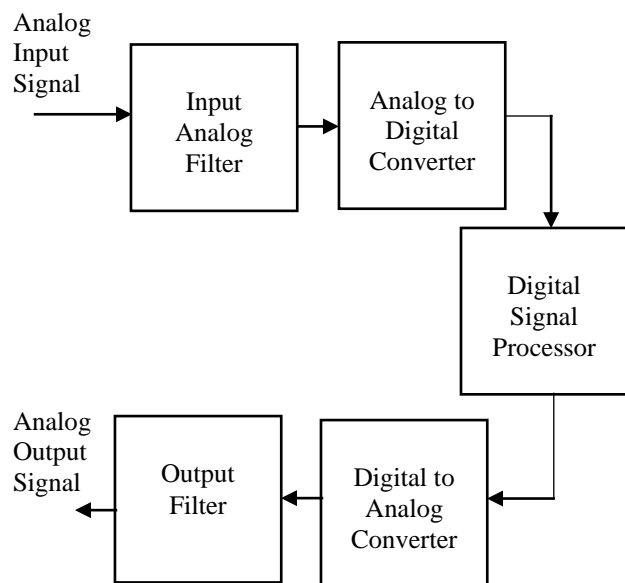 Analog
Input
Signal
Input
Analog
Filter
Analog to
Digital
Converter
Digital
Signal
Processor
Digital to
Analog
Converter
Output
Filter
Analog
Output
Signal